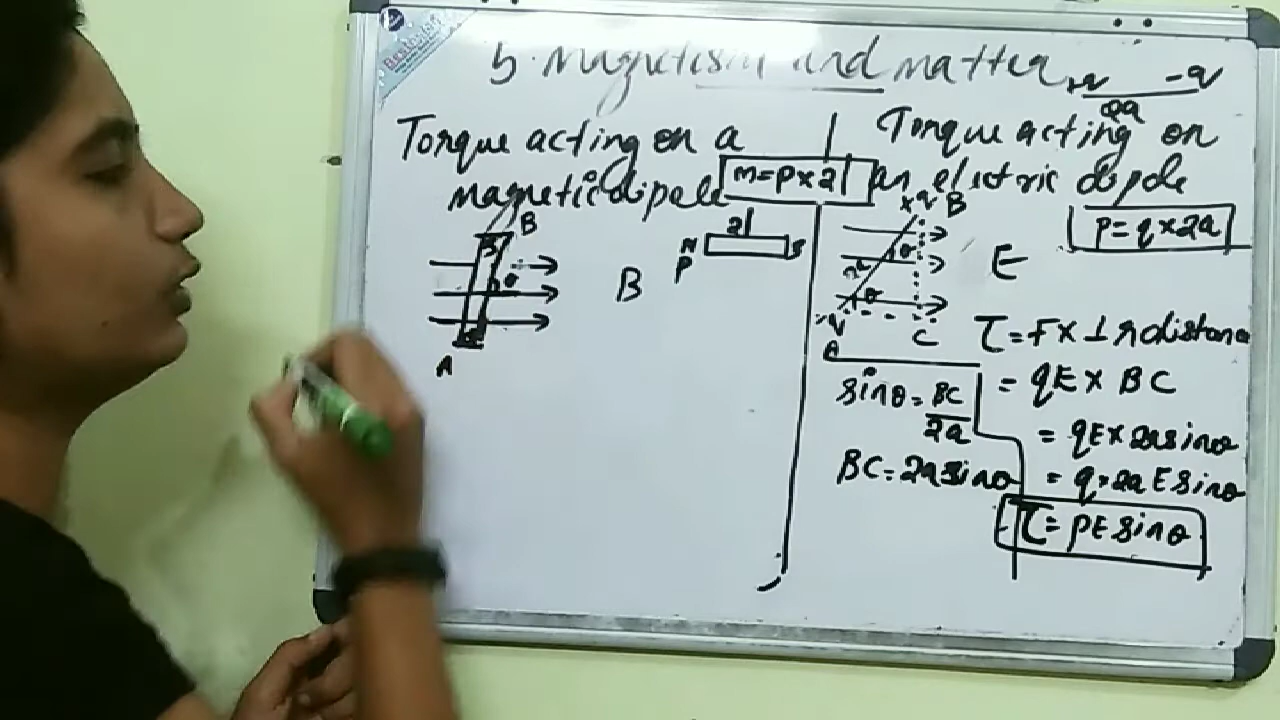 5. Magnetism and matter
+q -q
2a
Torque acting on a
magnetic dipole
m = P × 2l
N S
P
2l
B
S
θ
A
B
Torque acting on
an electric dipole
P = q × 2a
+q B
θ
θ
-q
A
C
E
τ = F × ⊥r distance
= qE × BC
= qE × 2a sinθ
= q × 2a E sinθ
τ = PE sinθ
sinθ = BC
2a
BC = 2a sinθ